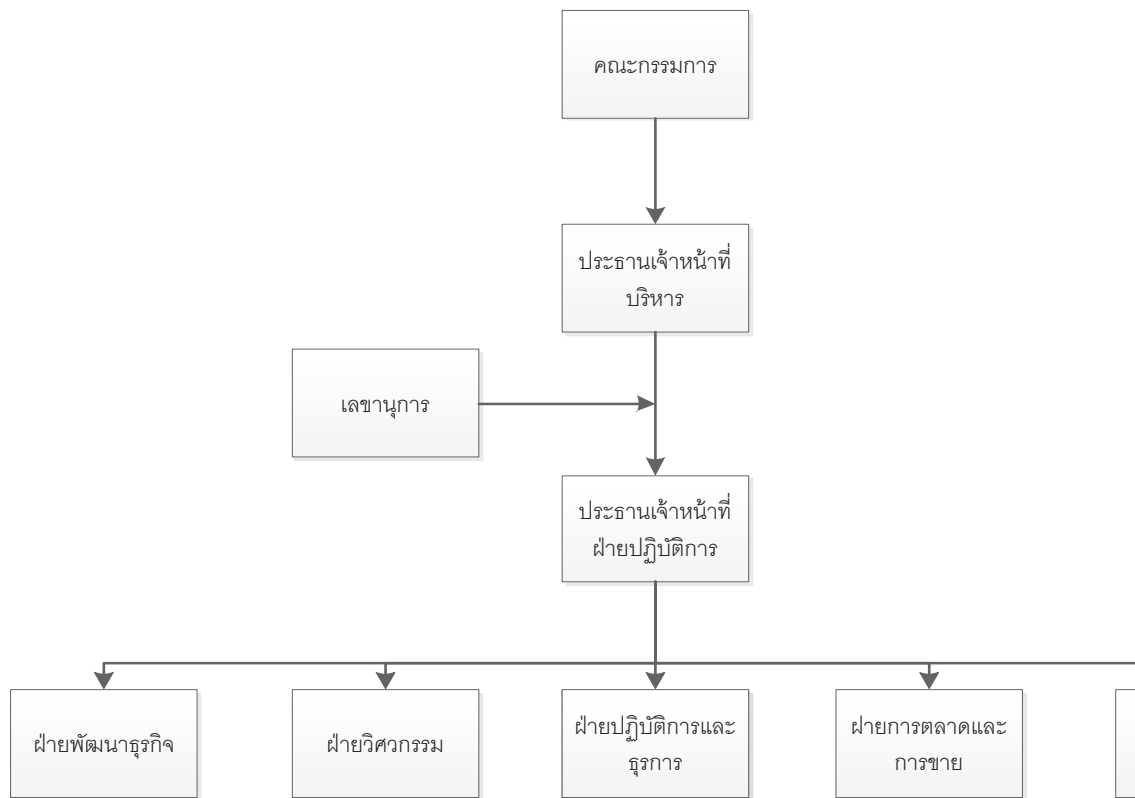 คณะกรรมการ
ประธานเจ้าหน้าที่
บริหาร
เลขานุการ
ประธานเจ้าหน้าที่
ฝ่ายปฏิบัติการ
ฝ่ายพัฒนาธุรกิจ
ฝ่ายวิศวกรรม
ฝ่ายปฏิบัติการและ
ธุรการ
ฝายการตลาดและ
การขาย